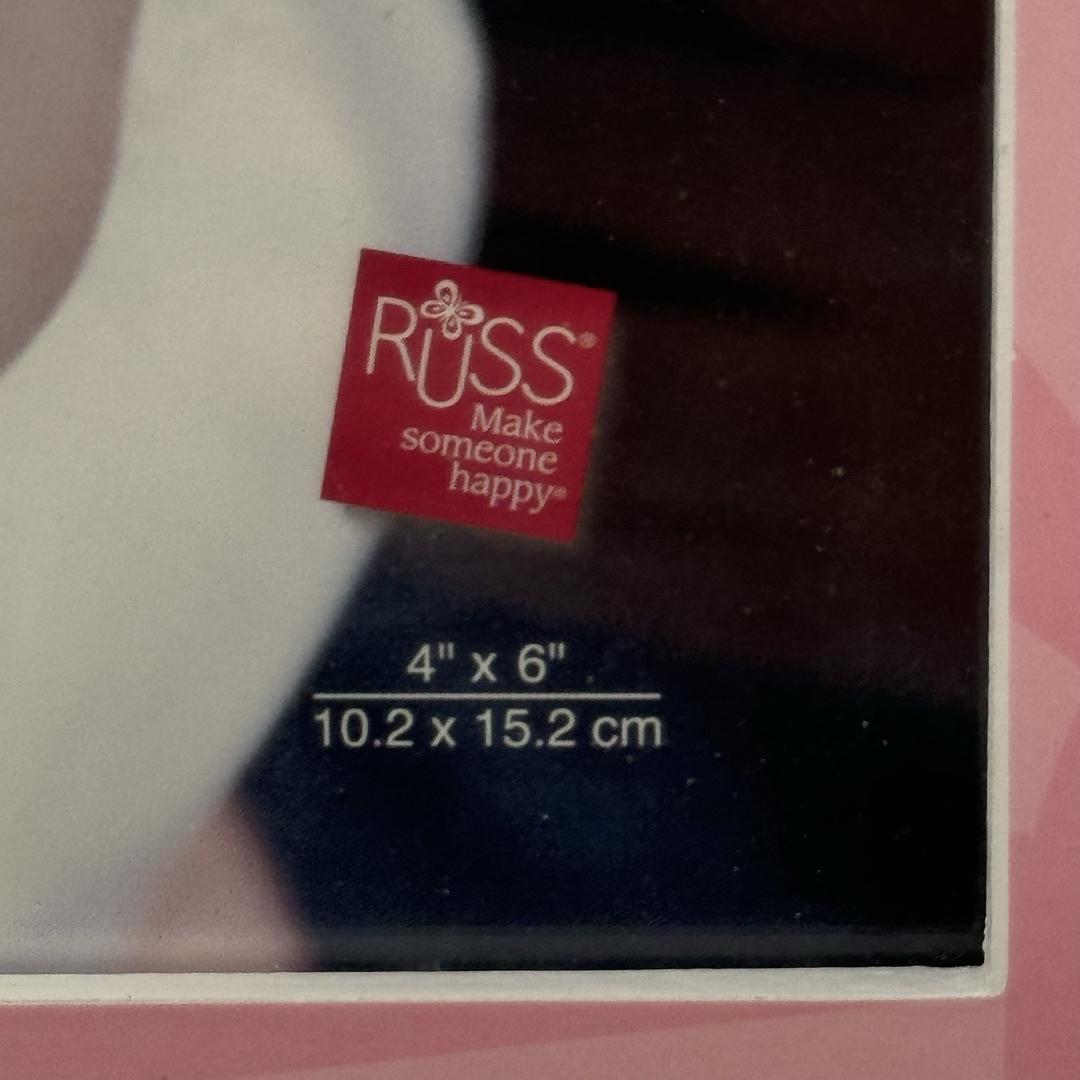 RUSS®
Make
someone
happy®
4" x 6"
10.2 x 15.2 cm